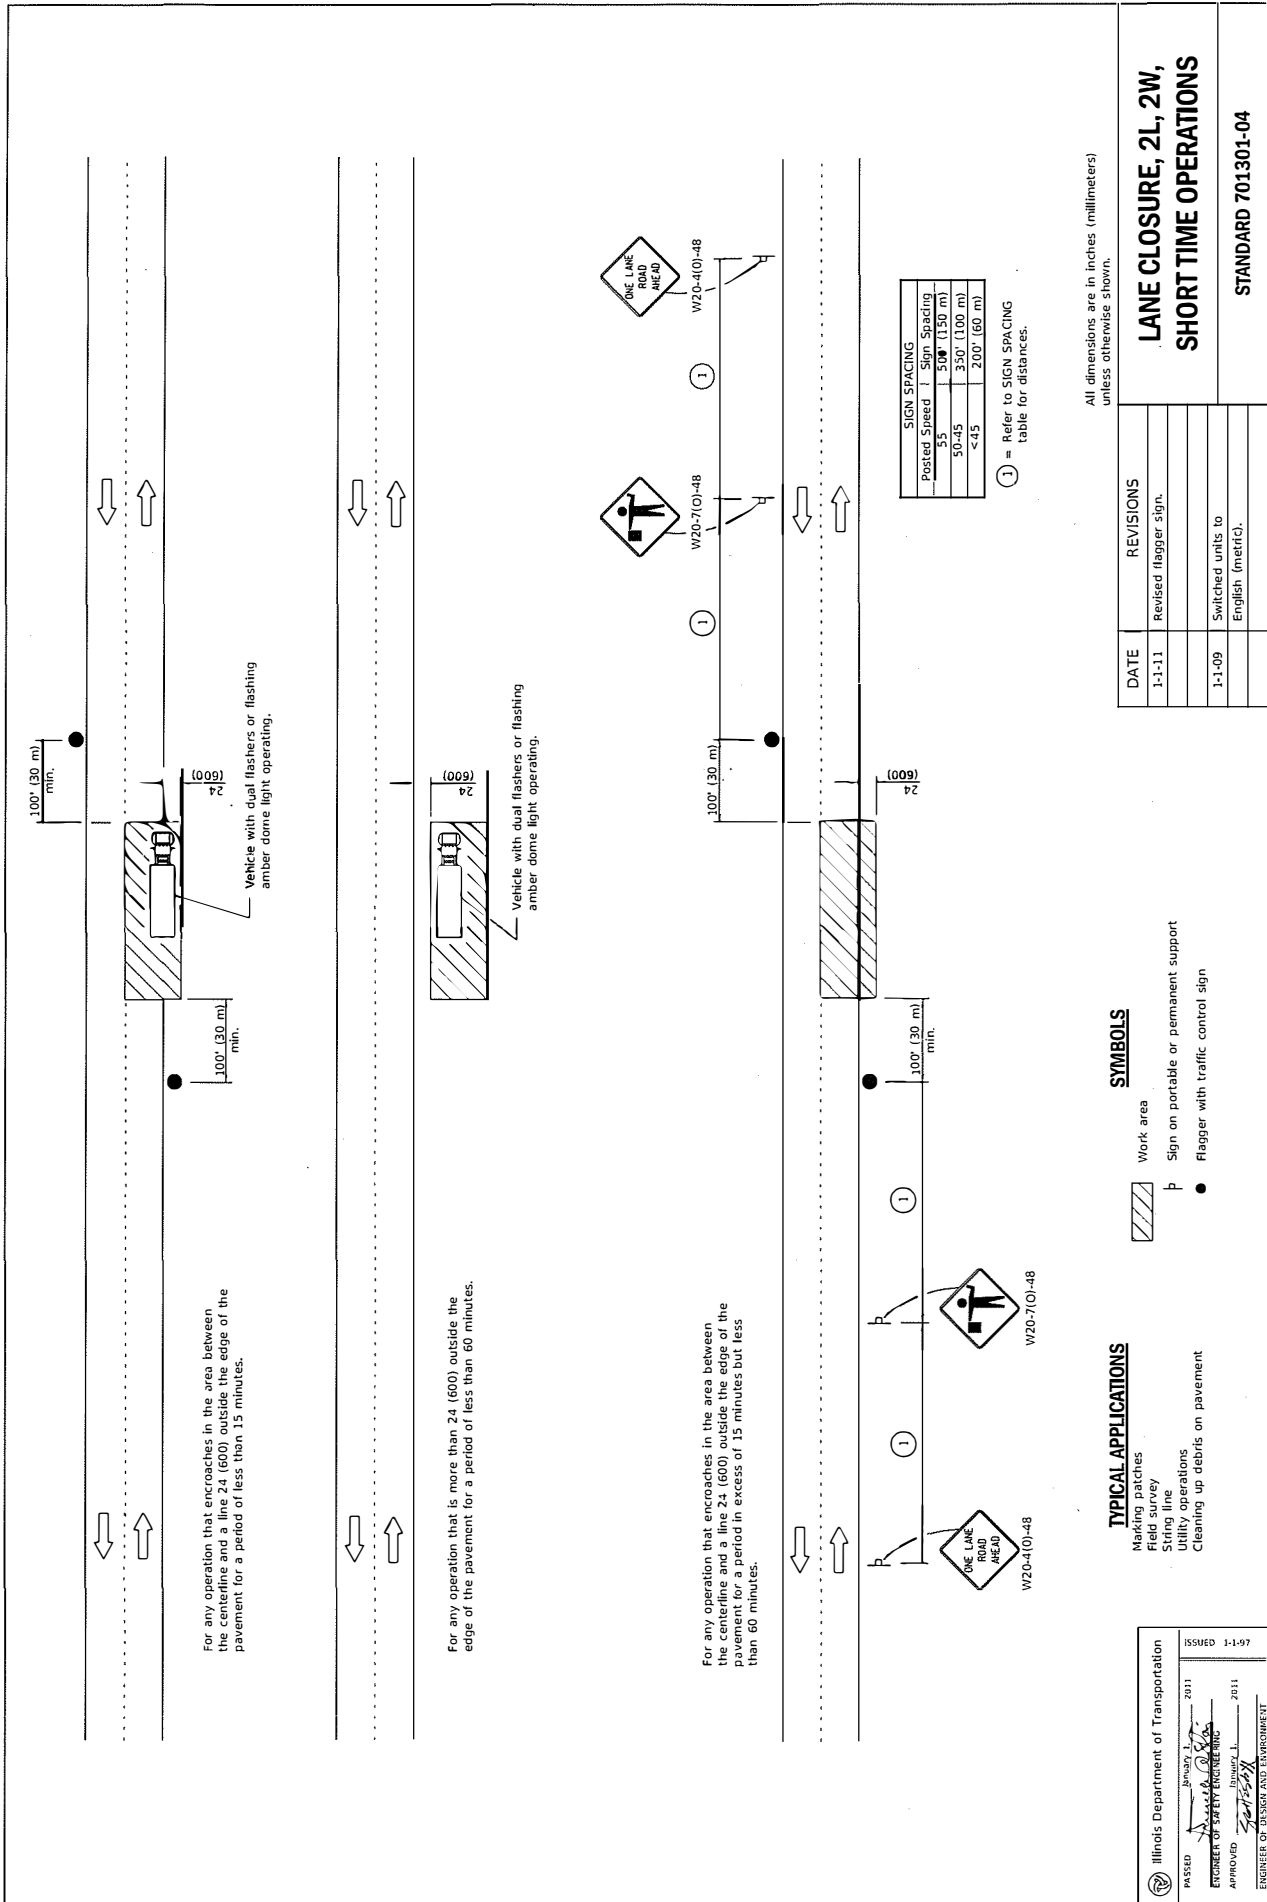 100' (30 m)
min.
24
(600)
Vehicle with dual flashers or flashing
amber dome light operating.
100' (30 m)
min.
For any operation that encroaches in the area between
the centerline and a line 24 (600) outside the edge of the
pavement for a period of less than 15 minutes.
24
(600)
Vehicle with dual flashers or flashing
amber dome light operating.
For any operation that is more than 24 (600) outside the
edge of the pavement for a period of less than 60 minutes.
ONE LANE
ROAD
AHEAD
W20-4(O)-48
W20-7(O)-48
1
1
100' (30 m)
min.
24
(600)
100' (30 m)
min.
For any operation that encroaches in the area between
the centerline and a line 24 (600) outside the edge of the
pavement for a period in excess of 15 minutes but less
than 60 minutes.
1
1
ONE LANE
ROAD
AHEAD
W20-4(O)-48
W20-7(O)-48
SIGN SPACING
Posted Speed Sign Spacing
55 500' (150 m)
50-45 350' (100 m)
<45 200' (60 m)
1 = Refer to SIGN SPACING
table for distances.
TYPICAL APPLICATIONS
Marking patches
Field survey
String line
Utility operations
Cleaning up debris on pavement
SYMBOLS
Work area
Sign on portable or permanent support
Flagger with traffic control sign
All dimensions are in inches (millimeters)
unless otherwise shown.
Illinois Department of Transportation
PASSED January 1, 2011
ENGINEER OF SAFETY ENGINEERING
APPROVED January 1, 2011
ENGINEER OF DESIGN AND ENVIRONMENT
ISSUED 1-1-97
DATE REVISIONS
1-1-11 Revised flagger sign.
1-1-09 Switched units to
English (metric).
LANE CLOSURE, 2L, 2W,
SHORT TIME OPERATIONS
STANDARD 701301-04